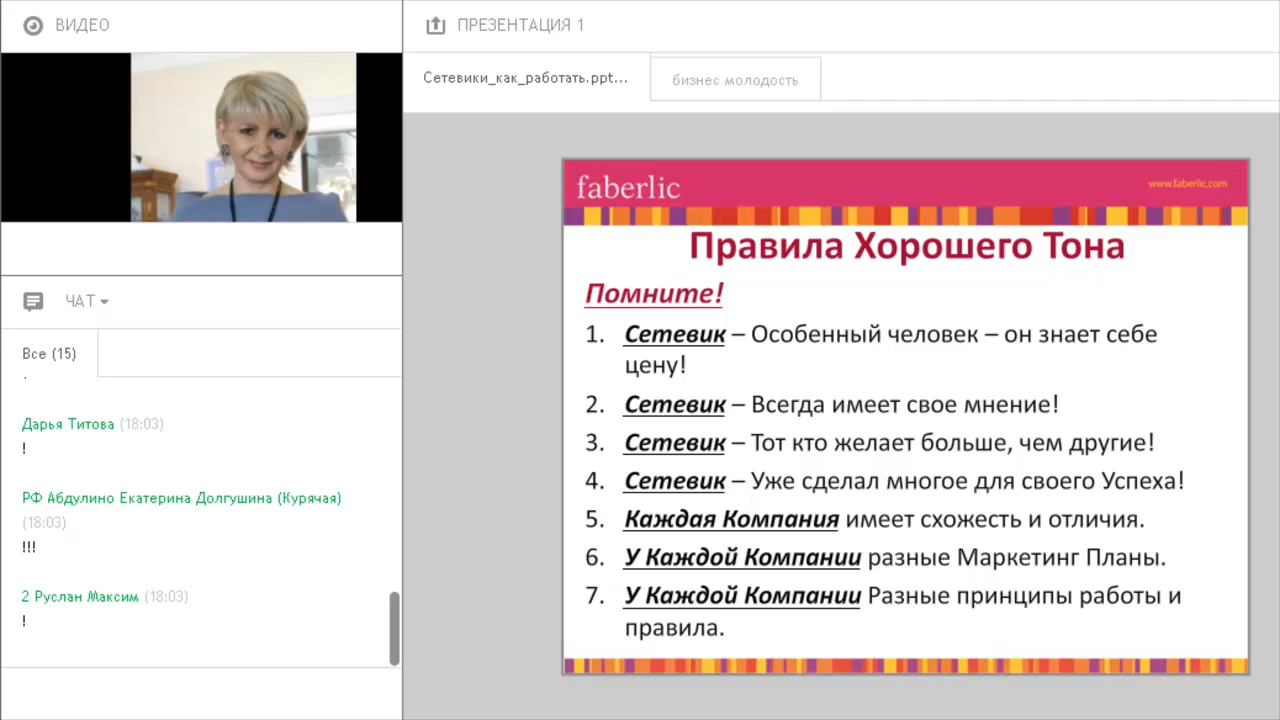 ВИДЕО
ПРЕЗЕНТАЦИЯ 1
Сетевики_как_работать.ppt...
бизнес молодость
ЧАТ
Все (15)
.
Дарья Титова (18:03)
!
РФ Абдулино Екатерина Долгушина (Курячая)
(18:03)
!!!
2 Руслан Максим (18:03)
!
faberlic
www.faberlic.com
Правила Хорошего Тона
Помните!
1. Сетевик – Особенный человек – он знает себе
цену!
2. Сетевик – Всегда имеет свое мнение!
3. Сетевик – Тот кто желает больше, чем другие!
4. Сетевик – Уже сделал многое для своего Успеха!
5. Каждая Компания имеет схожесть и отличия.
6. У Каждой Компании разные Маркетинг Планы.
7. У Каждой Компании Разные принципы работы и
правила.